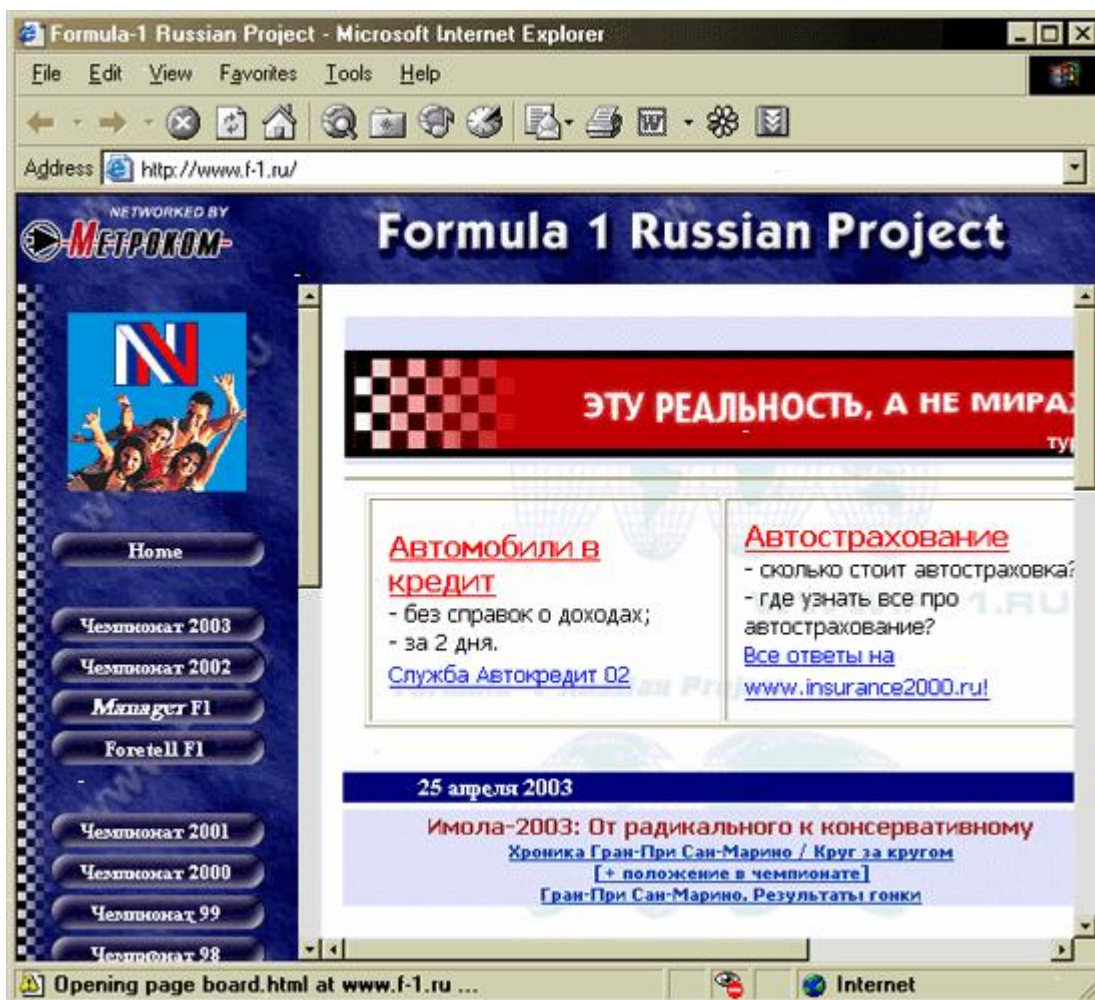 Formula-1 Russian Project - Microsoft Internet Explorer
File Edit View Favorites Tools Help
Address http://www.f-1.ru/
NETWORKED BY
МЕТРОКОМ
Formula 1 Russian Project
ЭТУ РЕАЛЬНОСТЬ, А НЕ МИРАЖ
тур
Home
Чемпионат 2003
Чемпионат 2002
Manager F1
Foretell F1
Чемпионат 2001
Чемпионат 2000
Чемпионат 99
Чемпионат 98
Автомобили в
кредит
- без справок о доходах;
- за 2 дня.
Служба Автокредит 02
Автострахование
- сколько стоит автостраховка?
- где узнать все про
автострахование?
Все ответы на
www.insurance2000.ru!
25 апреля 2003
Имола-2003: От радикального к консервативному
Хроника Гран-При Сан-Марино / Круг за кругом
[+ положение в чемпионате]
Гран-При Сан-Марино. Результаты гонки
Opening page board.html at www.f-1.ru ...
Internet